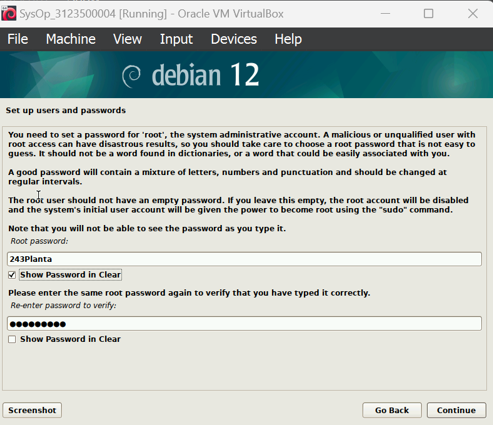 SysOp_3123500004 [Running] - Oracle VM VirtualBox
File Machine View Input Devices Help
debian 12
Set up users and passwords
You need to set a password for 'root', the system administrative account. A malicious or unqualified user with
root access can have disastrous results, so you should take care to choose a root password that is not easy to
guess. It should not be a word found in dictionaries, or a word that could be easily associated with you.
A good password will contain a mixture of letters, numbers and punctuation and should be changed at
regular intervals.
The root user should not have an empty password. If you leave this empty, the root account will be disabled
and the system's initial user account will be given the power to become root using the "sudo" command.
Note that you will not be able to see the password as you type it.
Root password:
243Planta
Show Password in Clear
Please enter the same root password again to verify that you have typed it correctly.
Re-enter password to verify:
●●●●●●●●●
Show Password in Clear
Screenshot Go Back Continue